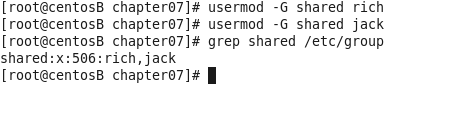 [root@centosB chapter07]# usermod -G shared rich
[root@centosB chapter07]# usermod -G shared jack
[root@centosB chapter07]# grep shared /etc/group
shared:x:506:rich,jack
[root@centosB chapter07]#